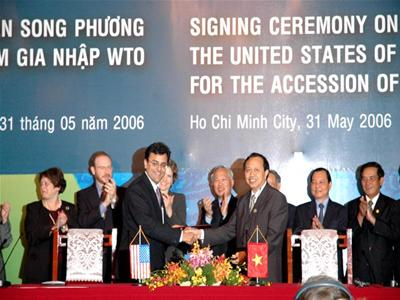 N SONG PHƯƠNG
M GIA NHẬP WTO
31 tháng 05 năm 2006
SIGNING CEREMONY ON
THE UNITED STATES OF
FOR THE ACCESSION OF
Ho Chi Minh City, 31 May 2006